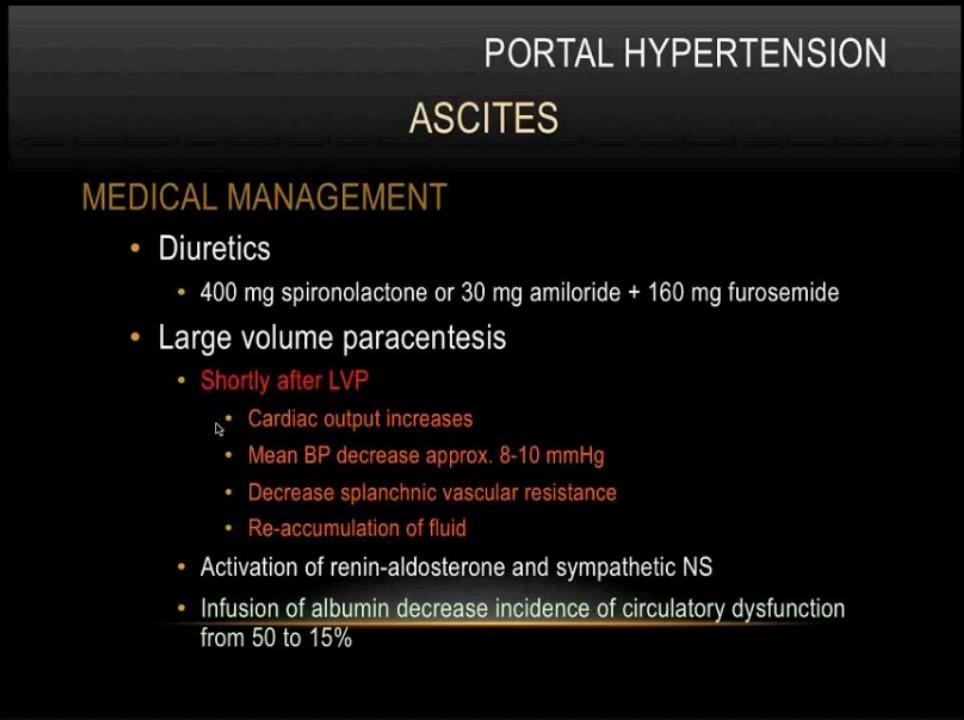 PORTAL HYPERTENSION
ASCITES
MEDICAL MANAGEMENT
• Diuretics
• 400 mg spironolactone or 30 mg amiloride + 160 mg furosemide
• Large volume paracentesis
• Shortly after LVP
• Cardiac output increases
• Mean BP decrease approx. 8-10 mmHg
• Decrease splanchnic vascular resistance
• Re-accumulation of fluid
• Activation of renin-aldosterone and sympathetic NS
• Infusion of albumin decrease incidence of circulatory dysfunction
from 50 to 15%